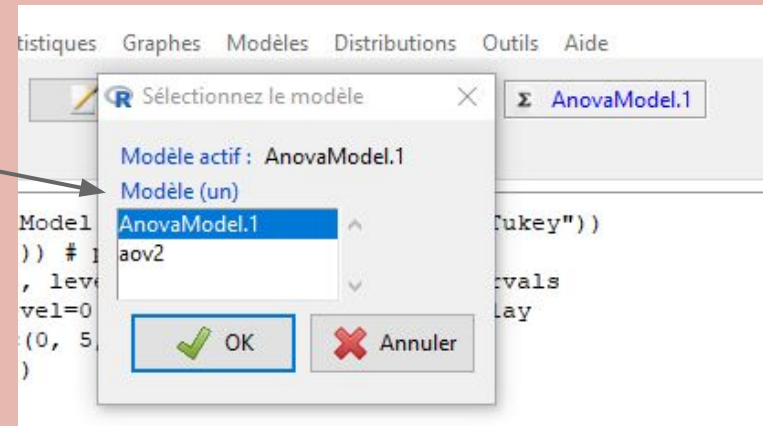 tistiques Graphes Modèles Distributions Outils Aide
Sélectionnez le modèle
Σ AnovaModel.1
Modèle actif : AnovaModel.1
Modèle (un)
AnovaModel.1
aov2
OK
Annuler
Model
Tukey"))
)) #
, leve
rvals
vel=0
lay
(0, 5,
)